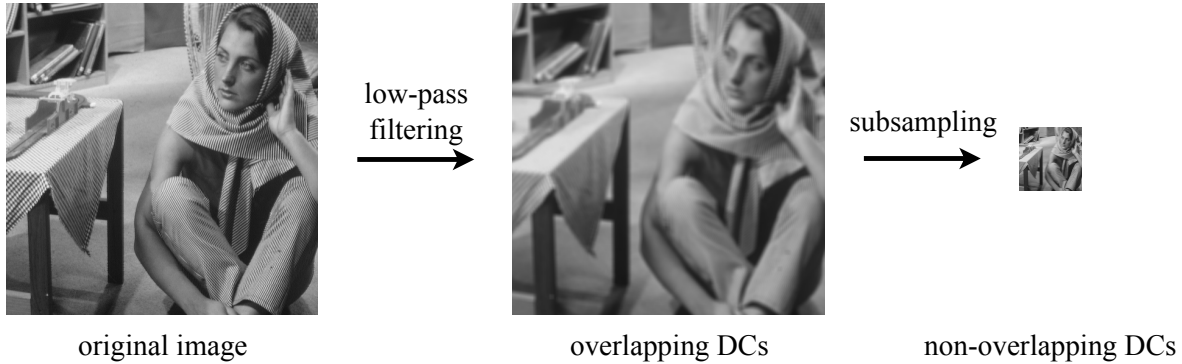 low-pass
filtering
subsampling
original image
overlapping DCs
non-overlapping DCs